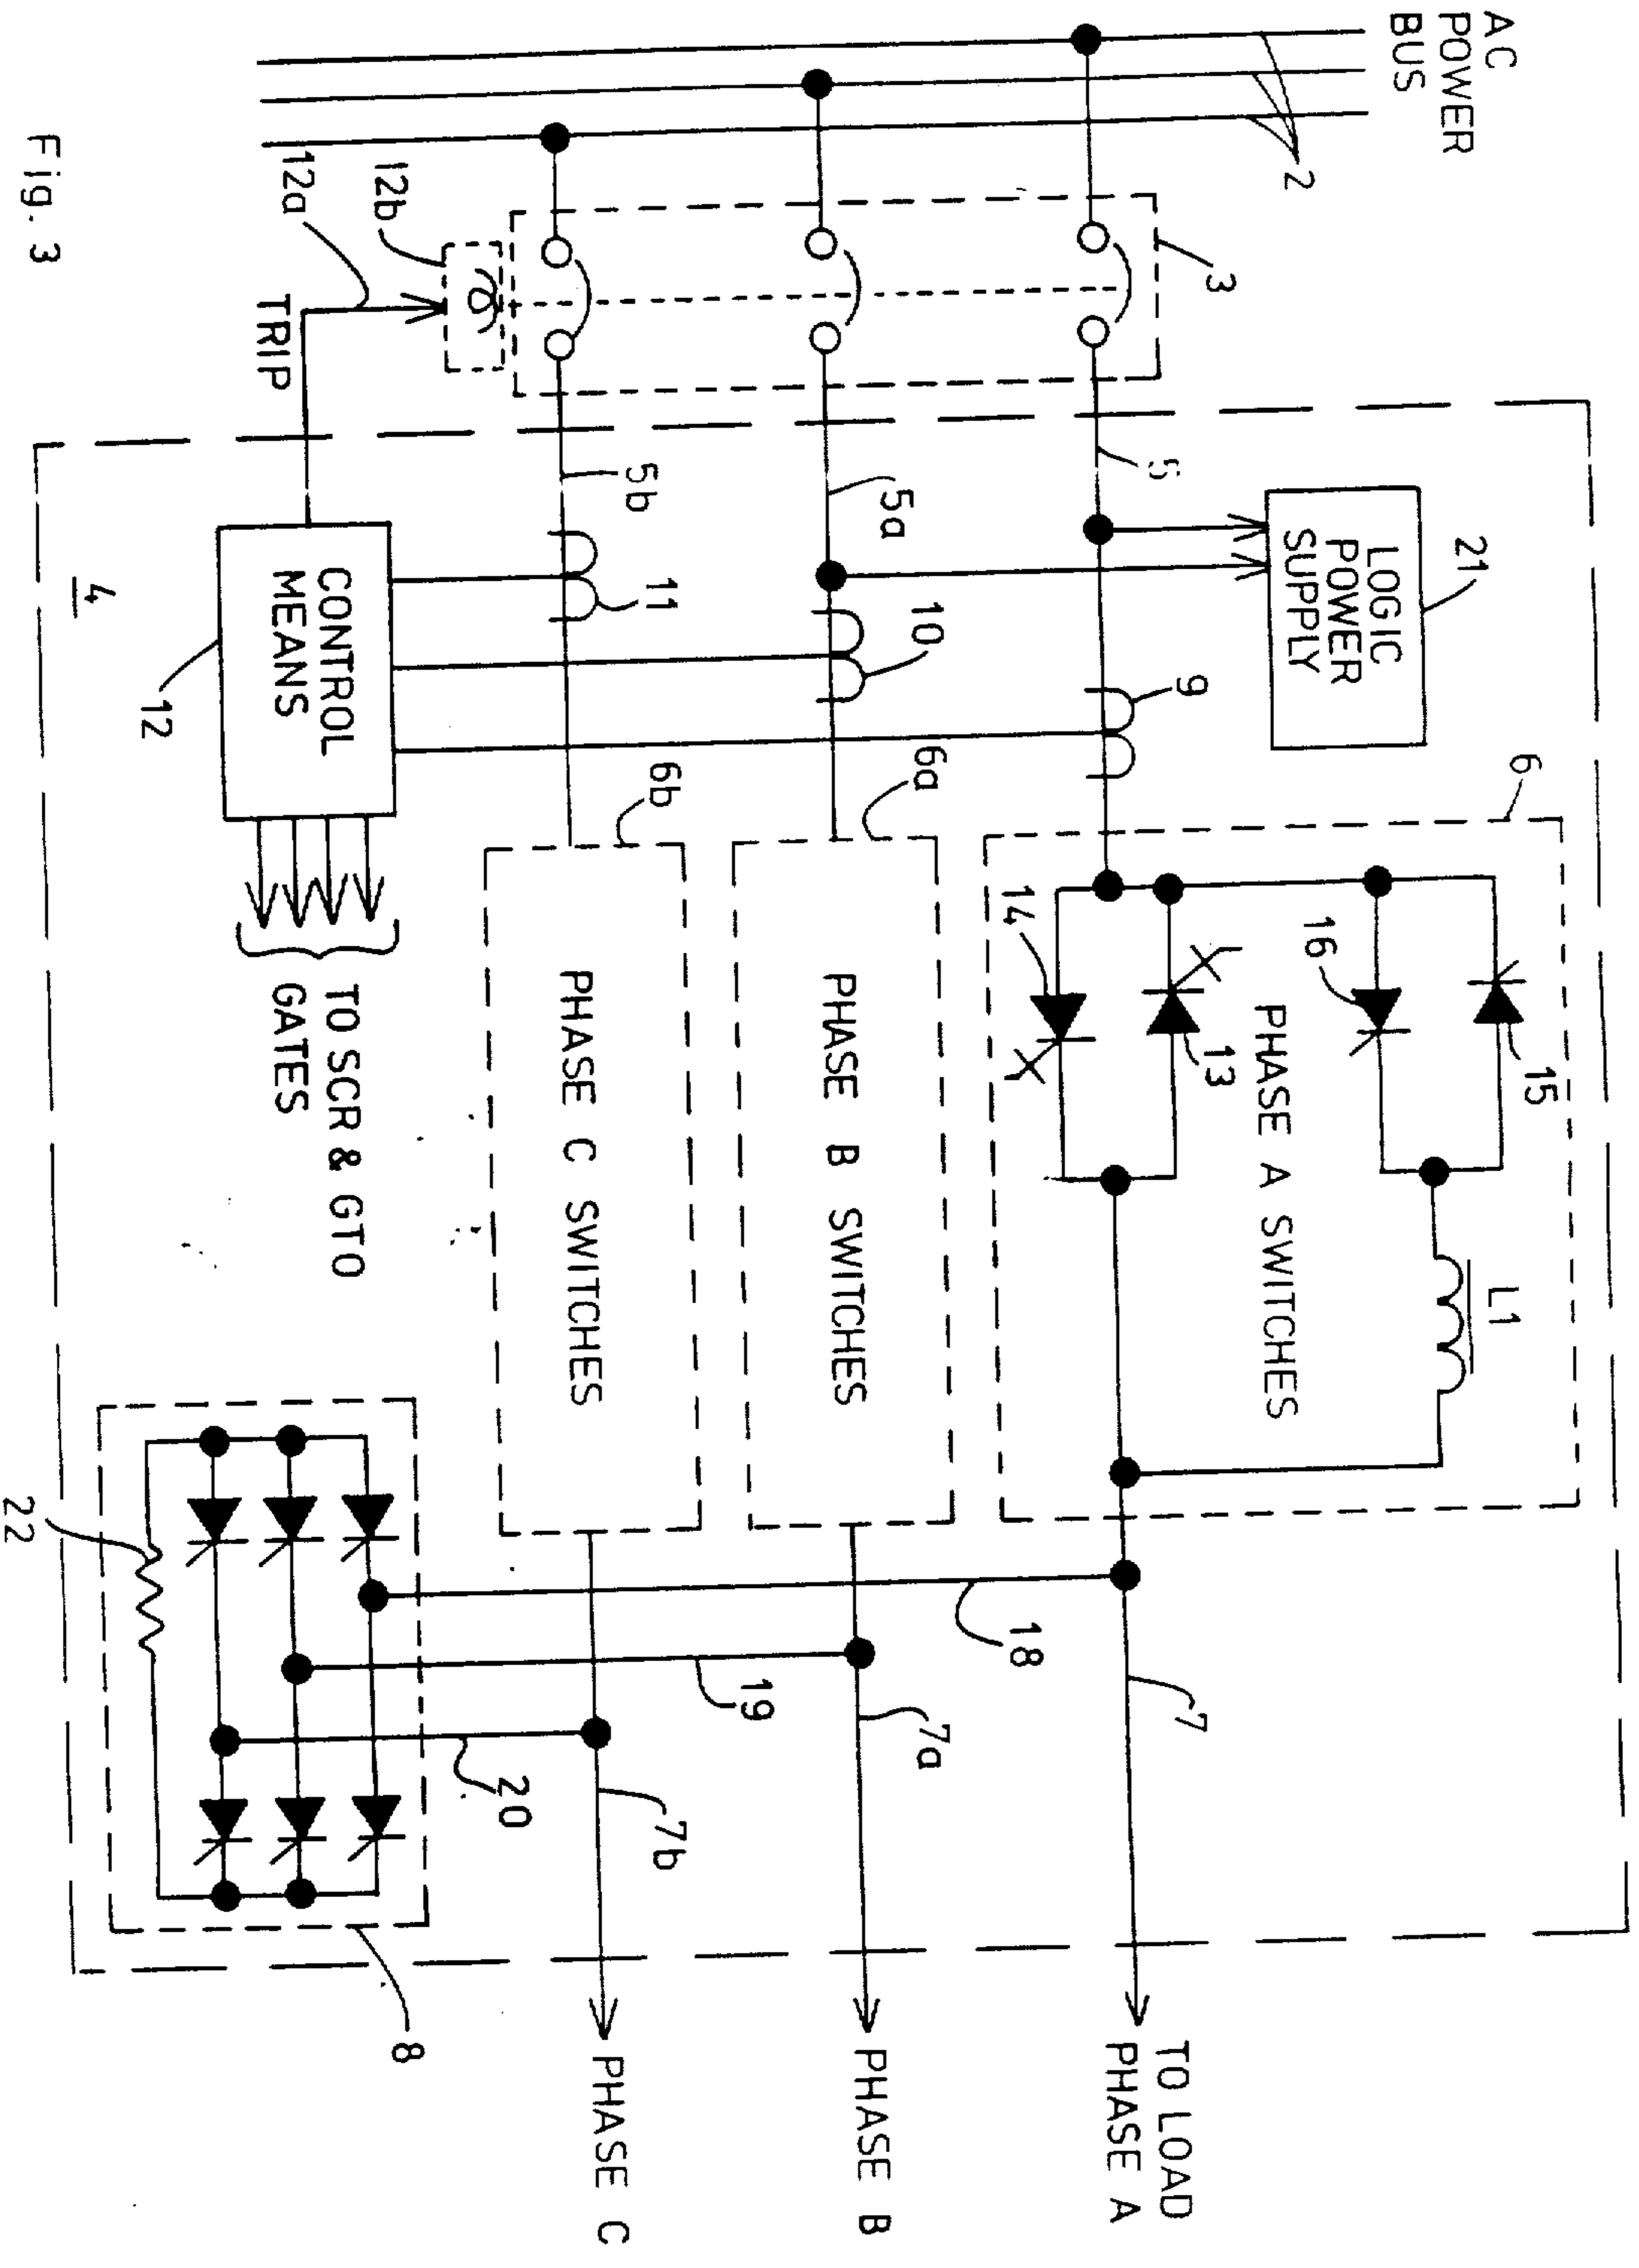 AC
POWER
BUS
2
3
12b
12a
TRIP
5
5a
5b
21
LOGIC
POWER
SUPPLY
9
10
11
4
CONTROL
MEANS
12
TO SCR & GTO
GATES
6
6a
6b
15
16
13
14
L1
PHASE A SWITCHES
PHASE B SWITCHES
PHASE C SWITCHES
18
19
20
7
7a
7b
22
8
TO LOAD
PHASE A
PHASE B
PHASE C
Fig. 3